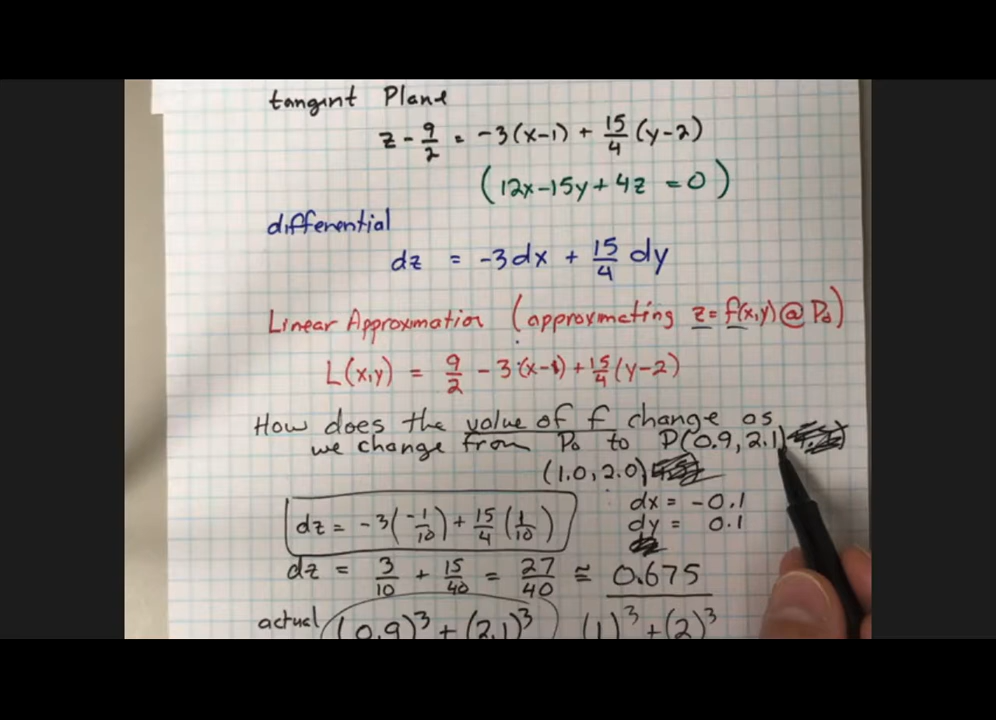 tangent Plane
z - 9/2 = -3(x-1) + 15/4 (y-2)
(12x-15y+4z = 0)
differential
dz = -3dx + 15/4 dy
Linear Approximation (approximating z = f(x,y) @ P₀)
L(x,y) = 9/2 - 3(x-1) + 15/4 (y-2)
How does the value of f change as
we change from P₀ to P(0.9, 2.1)
(1.0, 2.0)
dx = -0.1
dz = -3(-1/10) + 15/4 (1/10)
dy = 0.1
dz = 3/10 + 15/40 = 27/40 ≅ 0.675
actual (0.9)³ + (2.1)³ (1)³ + (2)³